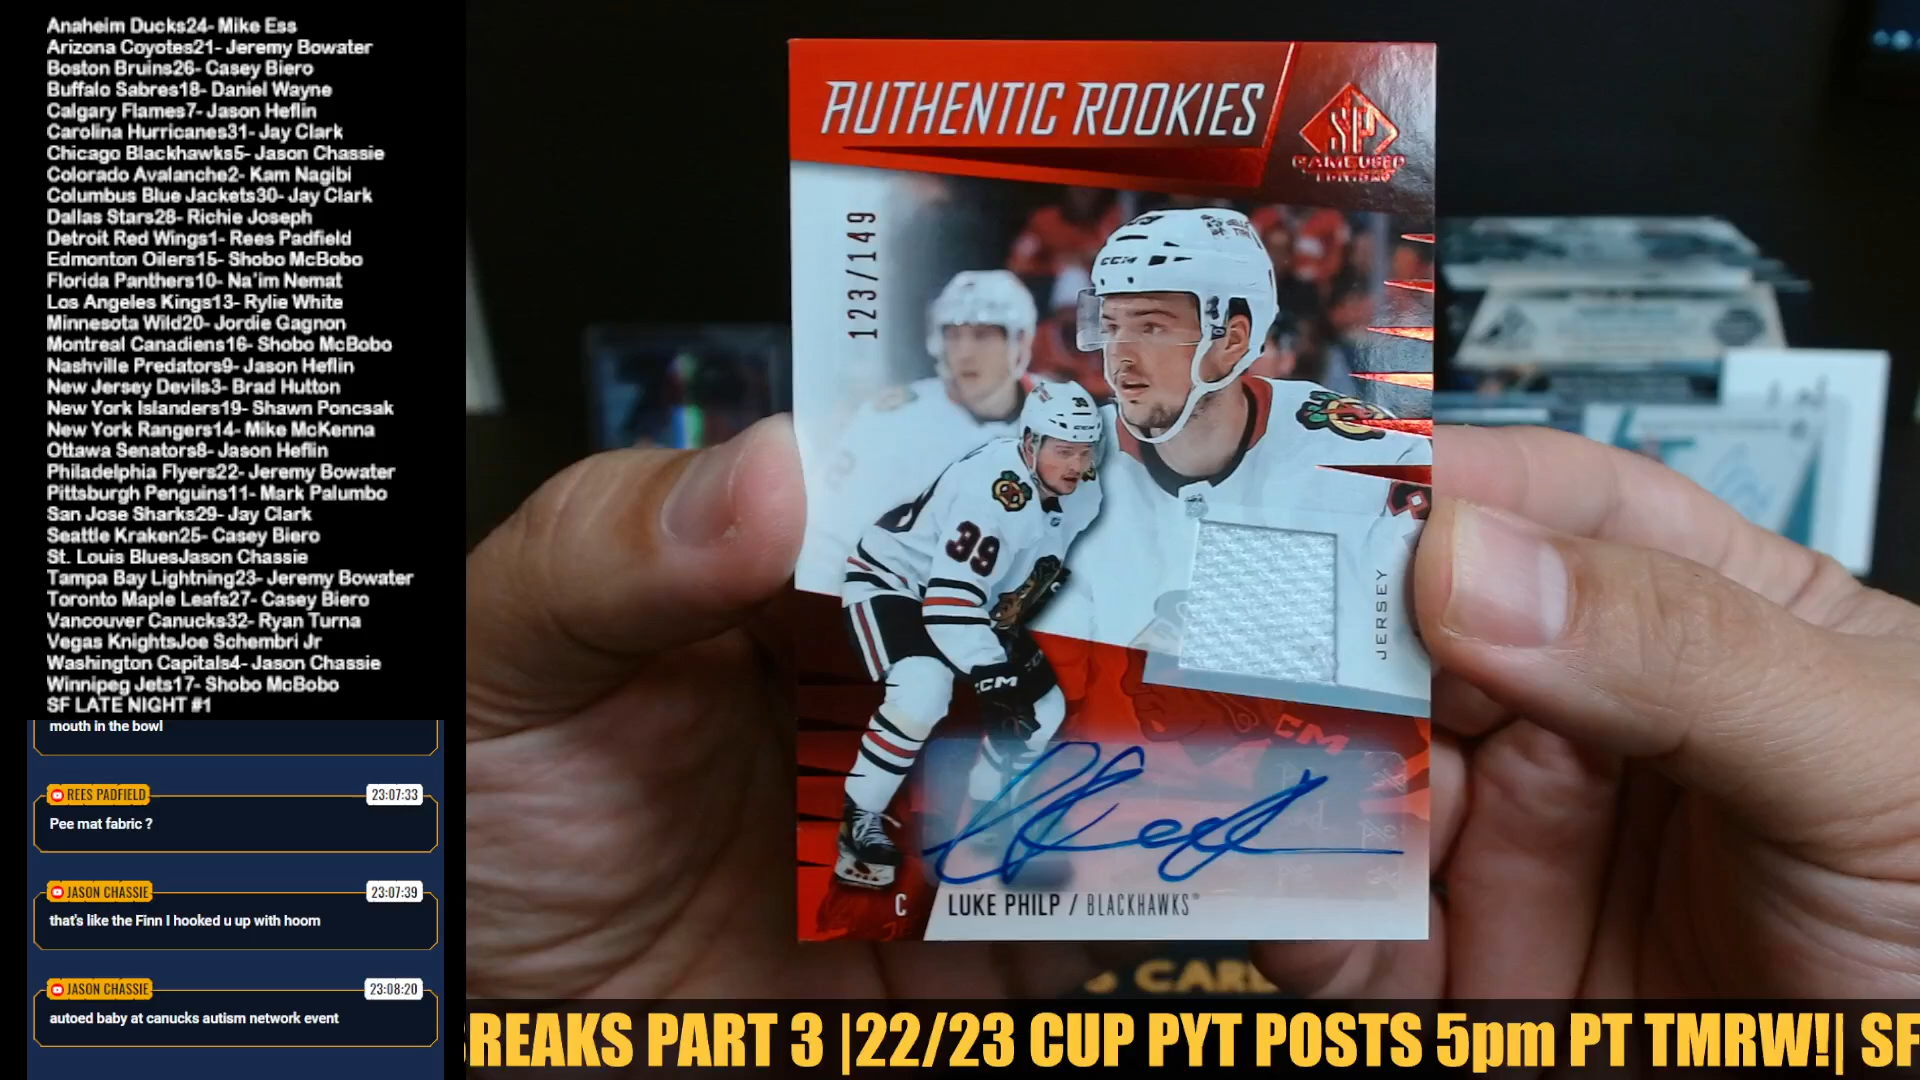 Anaheim Ducks24- Mike Ess
Arizona Coyotes21- Jeremy Bowater
Boston Bruins26- Casey Biero
Buffalo Sabres18- Daniel Wayne
Calgary Flames7- Jason Heflin
Carolina Hurricanes31- Jay Clark
Chicago Blackhawks5- Jason Chassie
Colorado Avalanche2- Kam Nagibi
Columbus Blue Jackets30- Jay Clark
Dallas Stars28- Richie Joseph
Detroit Red Wings1- Rees Padfield
Edmonton Oilers15- Shobo McBobo
Florida Panthers10- Na'im Nemat
Los Angeles Kings13- Rylie White
Minnesota Wild20- Jordie Gagnon
Montreal Canadiens16- Shobo McBobo
Nashville Predators9- Jason Heflin
New Jersey Devils3- Brad Hutton
New York Islanders19- Shawn Poncsak
New York Rangers14- Mike McKenna
Ottawa Senators8- Jason Heflin
Philadelphia Flyers22- Jeremy Bowater
Pittsburgh Penguins11- Mark Palumbo
San Jose Sharks29- Jay Clark
Seattle Kraken25- Casey Biero
St. Louis BluesJason Chassie
Tampa Bay Lightning23- Jeremy Bowater
Toronto Maple Leafs27- Casey Biero
Vancouver Canucks32- Ryan Turna
Vegas KnightsJoe Schembri Jr
Washington Capitals4- Jason Chassie
Winnipeg Jets17- Shobo McBobo
SF LATE NIGHT #1
mouth in the bowl
REES PADFIELD 23:07:33
Pee mat fabric ?
JASON CHASSIE 23:07:39
that's like the Finn I hooked u up with hoom
JASON CHASSIE 23:08:20
autoed baby at canucks autism network event
AUTHENTIC ROOKIES
SP
GAME USED
EDITION
123/149
CCM
39
CCM
39
CCM
JERSEY
CM
C LUKE PHILP / BLACKHAWKS
CARD
REAKS PART 3 |22/23 CUP PYT POSTS 5pm PT TMRW!| SF